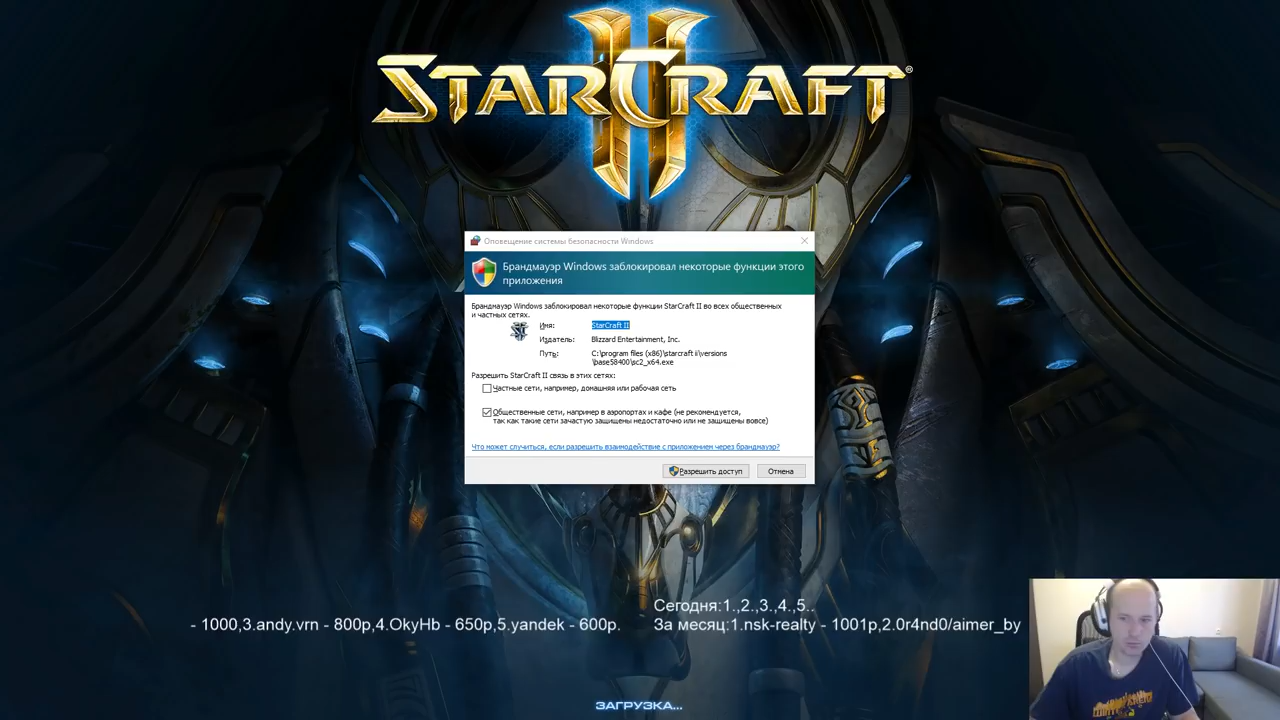 STARCRAFT II ®
Оповещение системы безопасности Windows
Брандмауэр Windows заблокировал некоторые функции этого
приложения
Брандмауэр Windows заблокировал некоторые функции StarCraft II во всех общественных
и частных сетях.
Имя: StarCraft II
Издатель: Blizzard Entertainment, Inc.
Путь: C:\program files (x86)\starcraft ii\versions
\base58400\sc2_x64.exe
Разрешить StarCraft II связь в этих сетях:
Частные сети, например, домашняя или рабочая сеть
Общественные сети, например в аэропортах и кафе (не рекомендуется,
так как такие сети зачастую защищены недостаточно или не защищены вовсе)
Что может случиться, если разрешить взаимодействие с приложением через брандмауэр?
Разрешить доступ
Отмена
Сегодня:1.,2.,3.,4.,5..
- 1000,3.andy.vrn - 800р,4.OkyHb - 650р,5.yandek - 600р.
За месяц:1.nsk-realty - 1001р,2.0r4nd0/aimer_by
ЗАГРУЗКА...